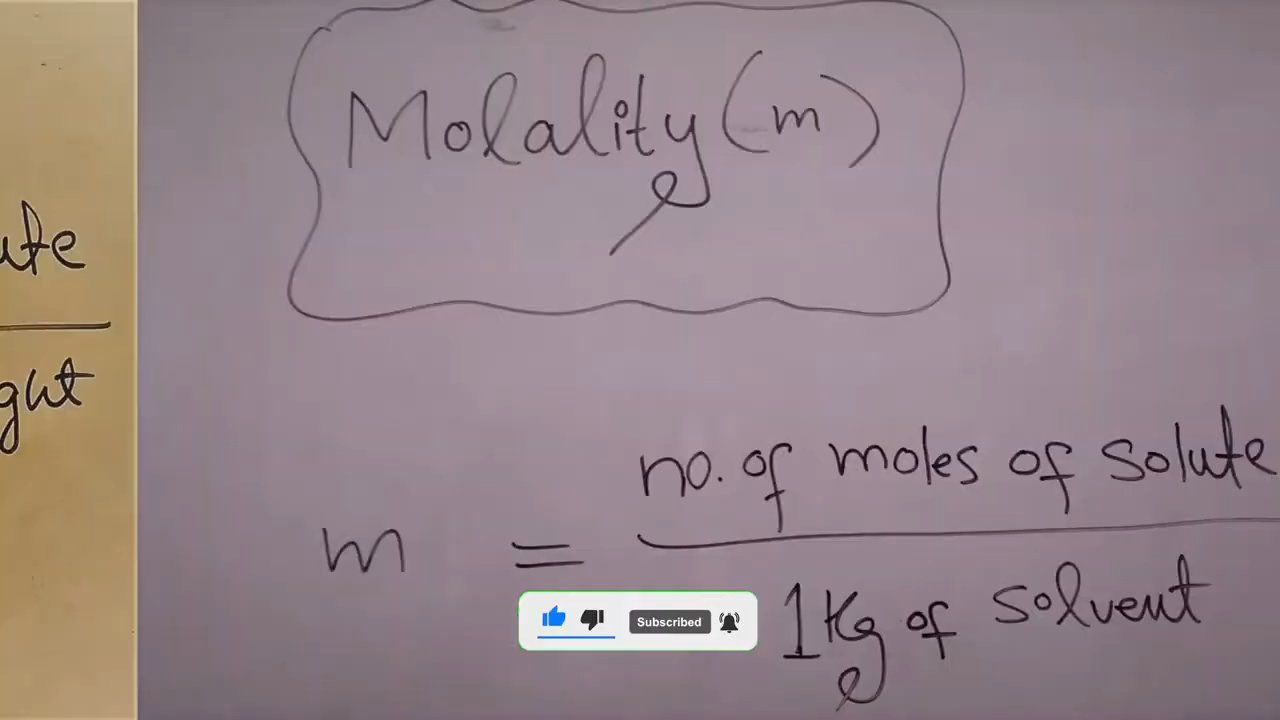 Molality (m)
no. of moles of solute
m =
1 Kg of solvent
Subscribed